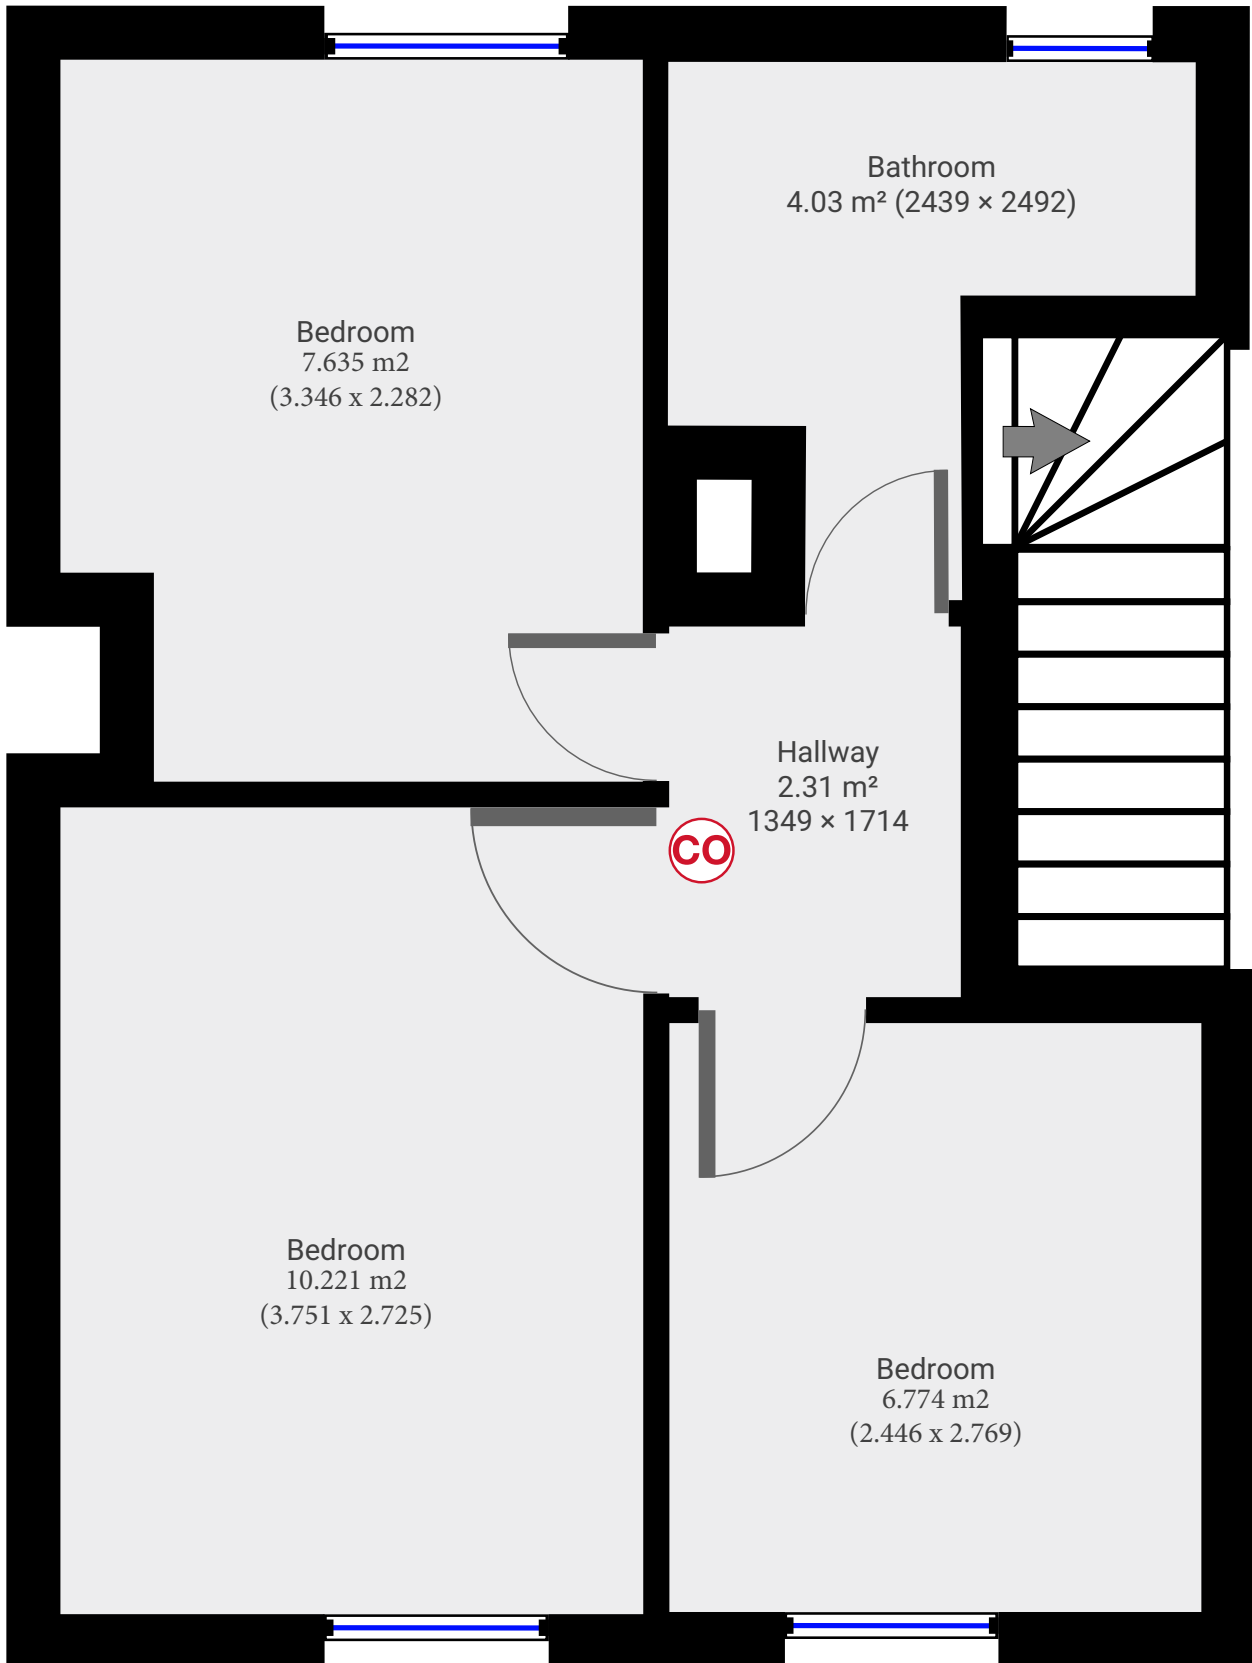 Bathroom
4.03 m² (2439 × 2492)
Bedroom
7.635 m2
(3.346 x 2.282)
Hallway
2.31 m²
1349 × 1714
CO
Bedroom
10.221 m2
(3.751 x 2.725)
Bedroom
6.774 m2
(2.446 x 2.769)